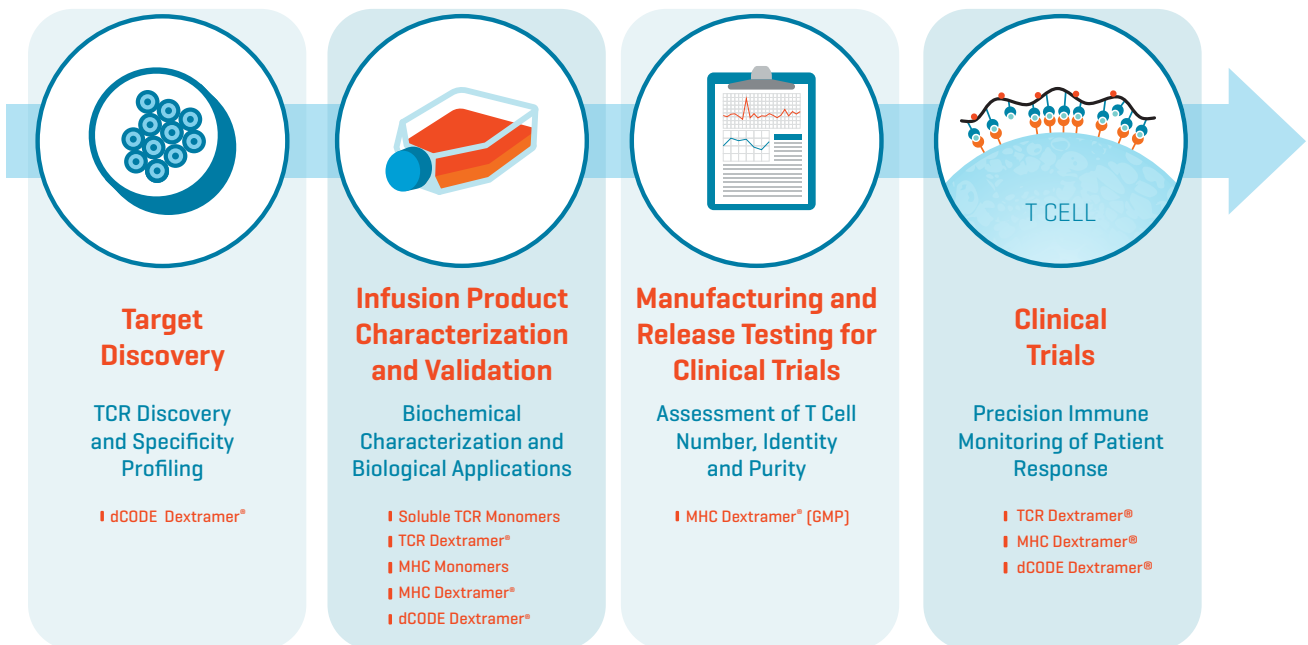 T CELL
Target
Discovery
TCR Discovery
and Specificity
Profiling
dCODE Dextramer®
Infusion Product
Characterization
and Validation
Biochemical
Characterization and
Biological Applications
Soluble TCR Monomers
TCR Dextramer®
MHC Monomers
MHC Dextramer®
dCODE Dextramer®
Manufacturing and
Release Testing for
Clinical Trials
Assessment of T Cell
Number, Identity
and Purity
MHC Dextramer® (GMP)
Clinical
Trials
Precision Immune
Monitoring of Patient
Response
TCR Dextramer®
MHC Dextramer®
dCODE Dextramer®